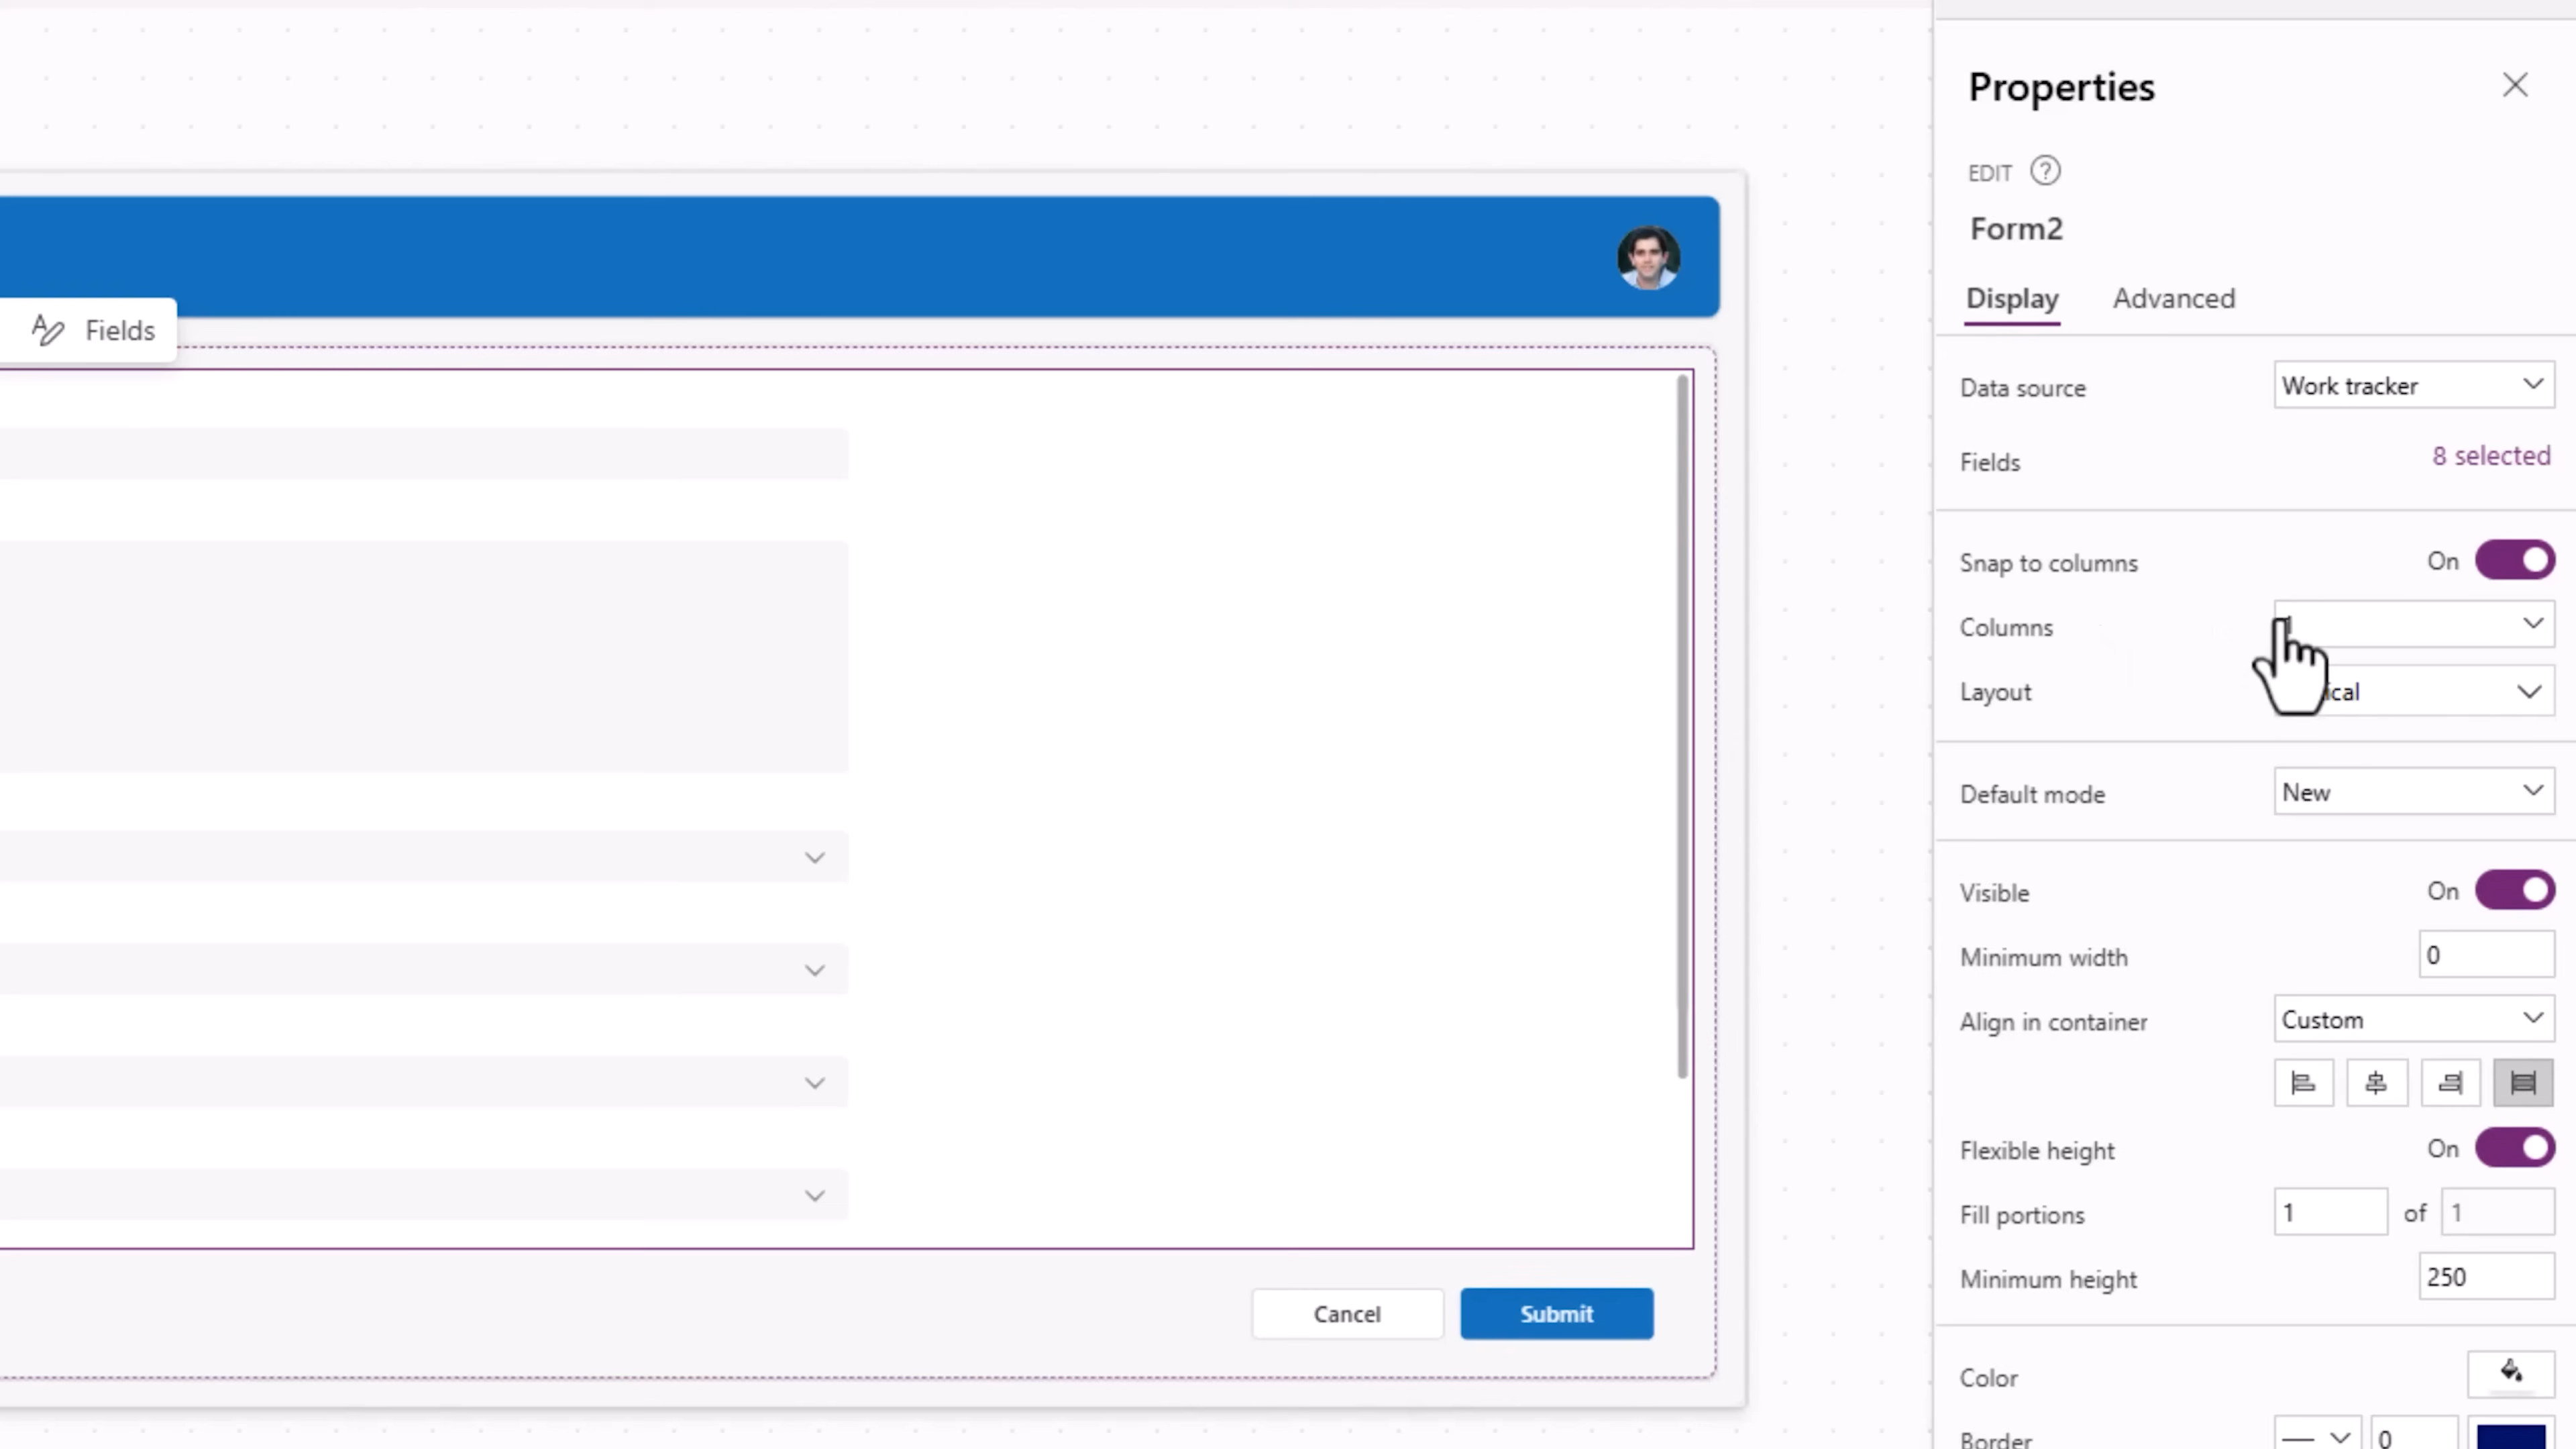 Properties
EDIT
Form2
Display Advanced
Fields
Data source Work tracker
Fields 8 selected
Snap to columns On
Columns
Layout
Default mode New
Visible On
Minimum width 0
Align in container Custom
Flexible height On
Fill portions 1 of 1
Minimum height 250
Cancel Submit
Color
Border 0